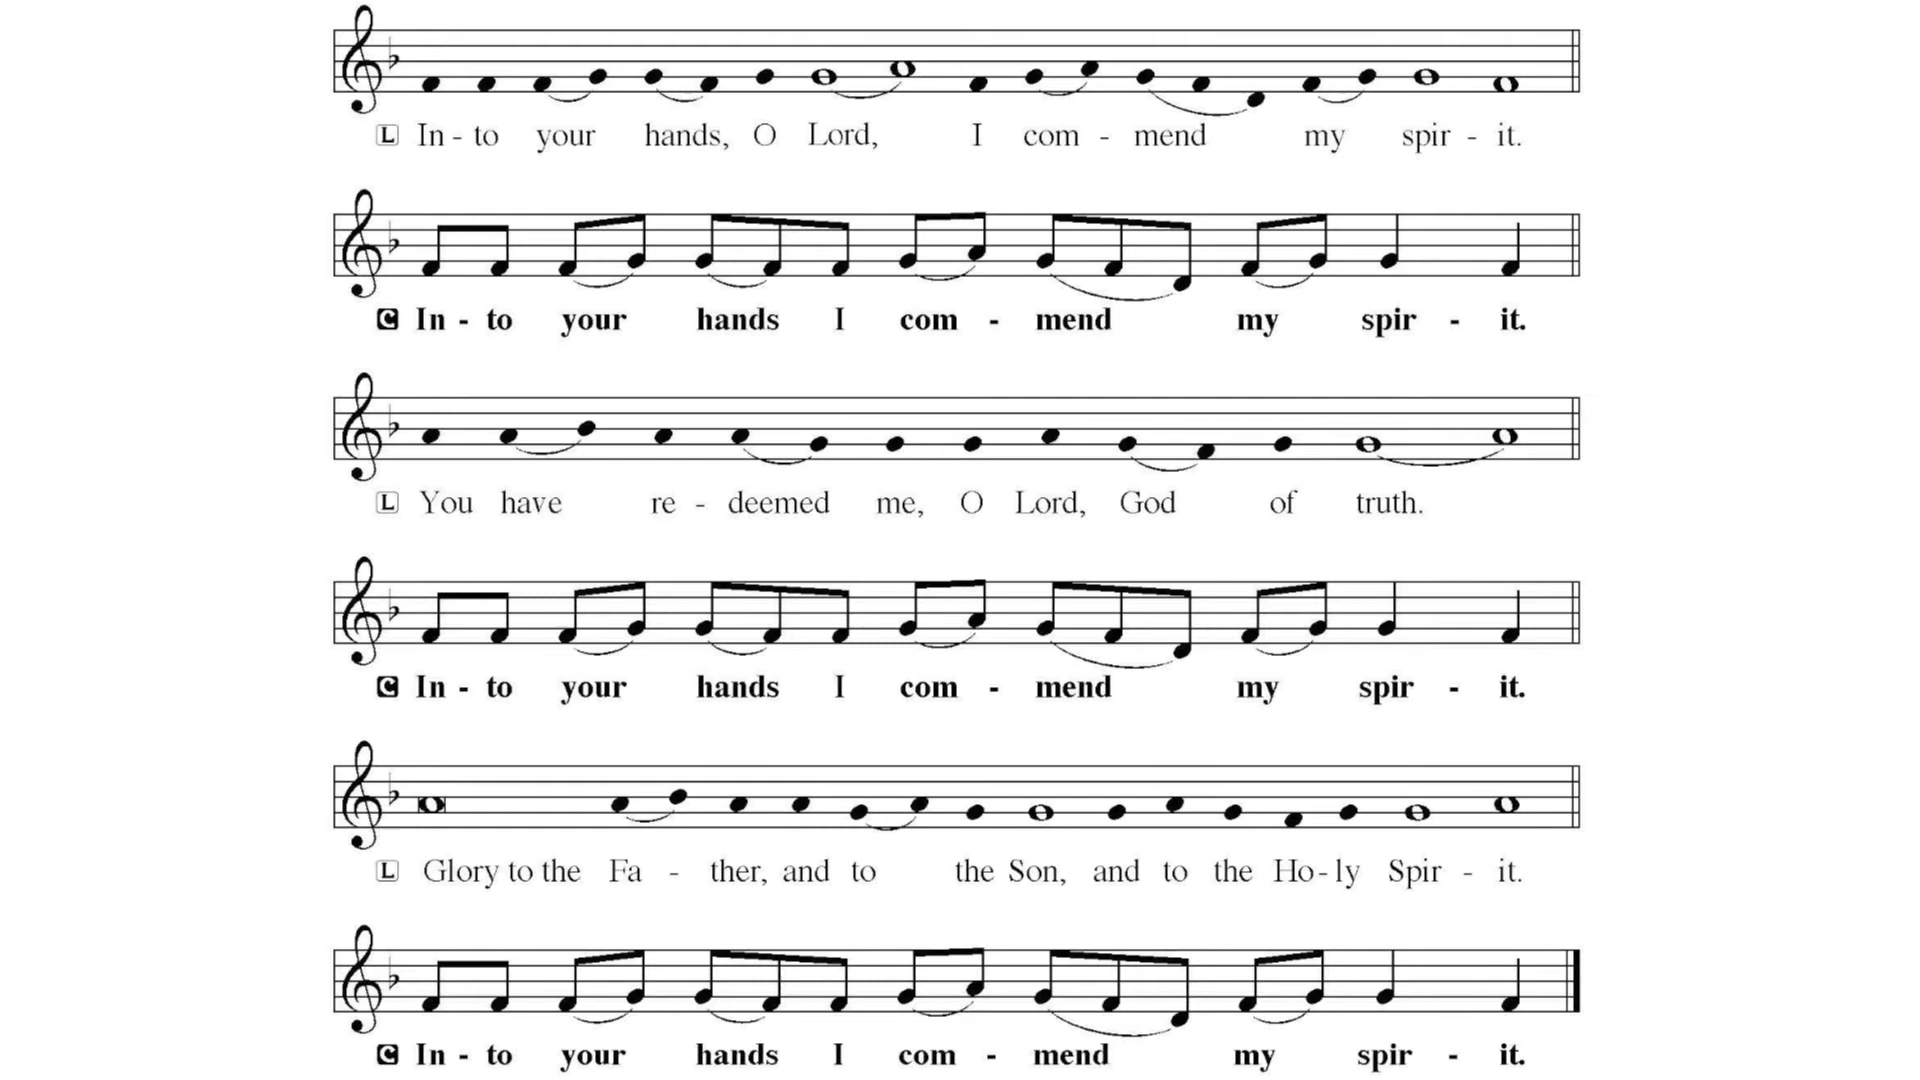 L In - to your hands, O Lord, I com - mend my spir - it.
C In - to your hands I com - mend my spir - it.
L You have re - deemed me, O Lord, God of truth.
C In - to your hands I com - mend my spir - it.
L Glory to the Fa - ther, and to the Son, and to the Ho - ly Spir - it.
C In - to your hands I com - mend my spir - it.